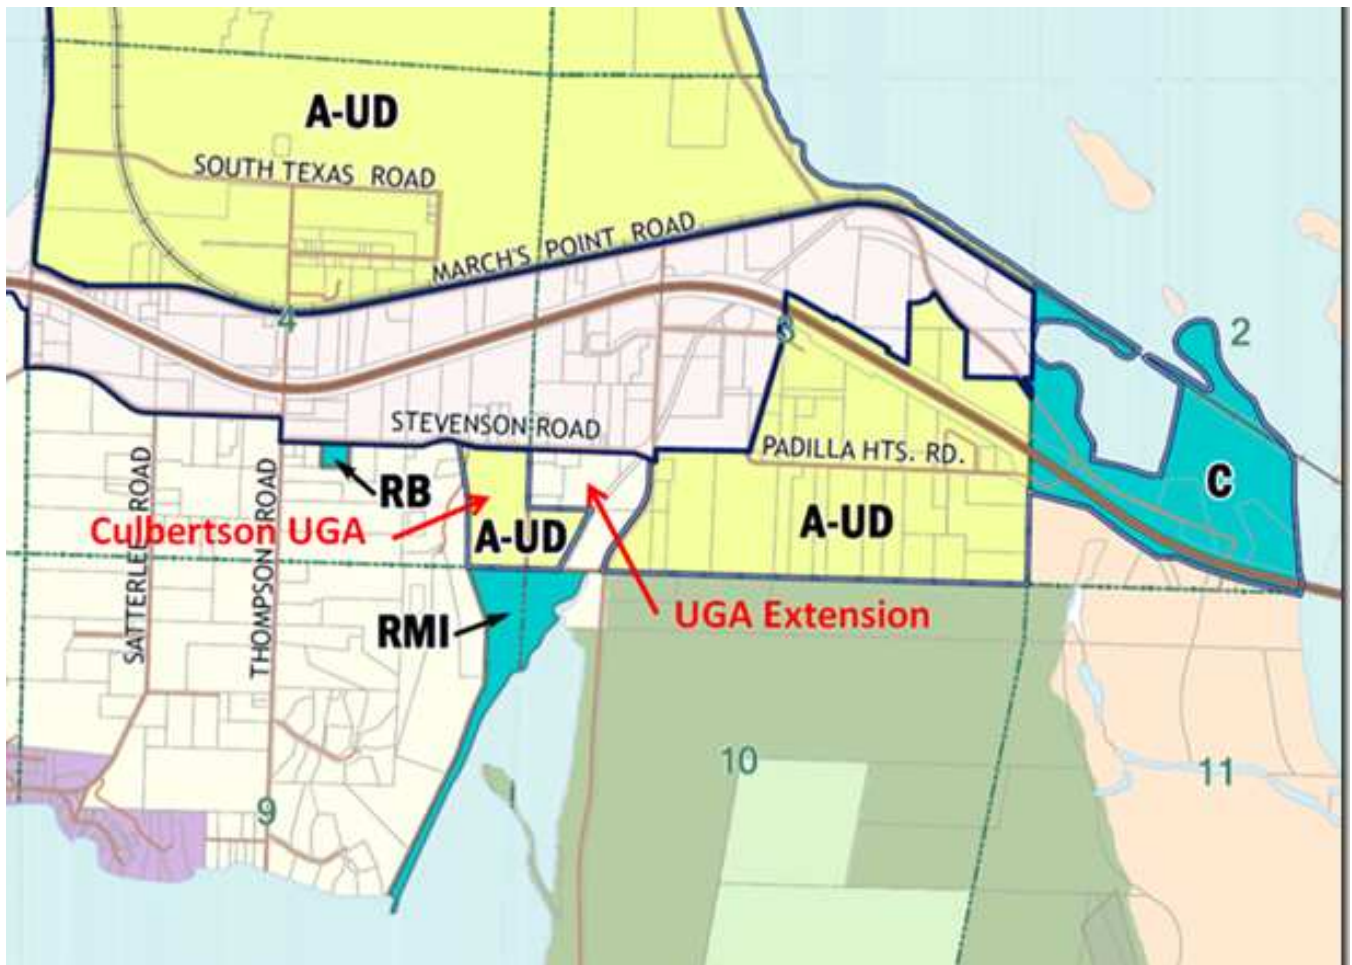 A-UD
SOUTH TEXAS ROAD
MARCH'S POINT ROAD
4
3
2
STEVENSON ROAD
PADILLA HTS. RD.
RB
C
Culbertson UGA
A-UD
A-UD
SATTERLEE ROAD
THOMPSON ROAD
RMI
UGA Extension
10
11
9